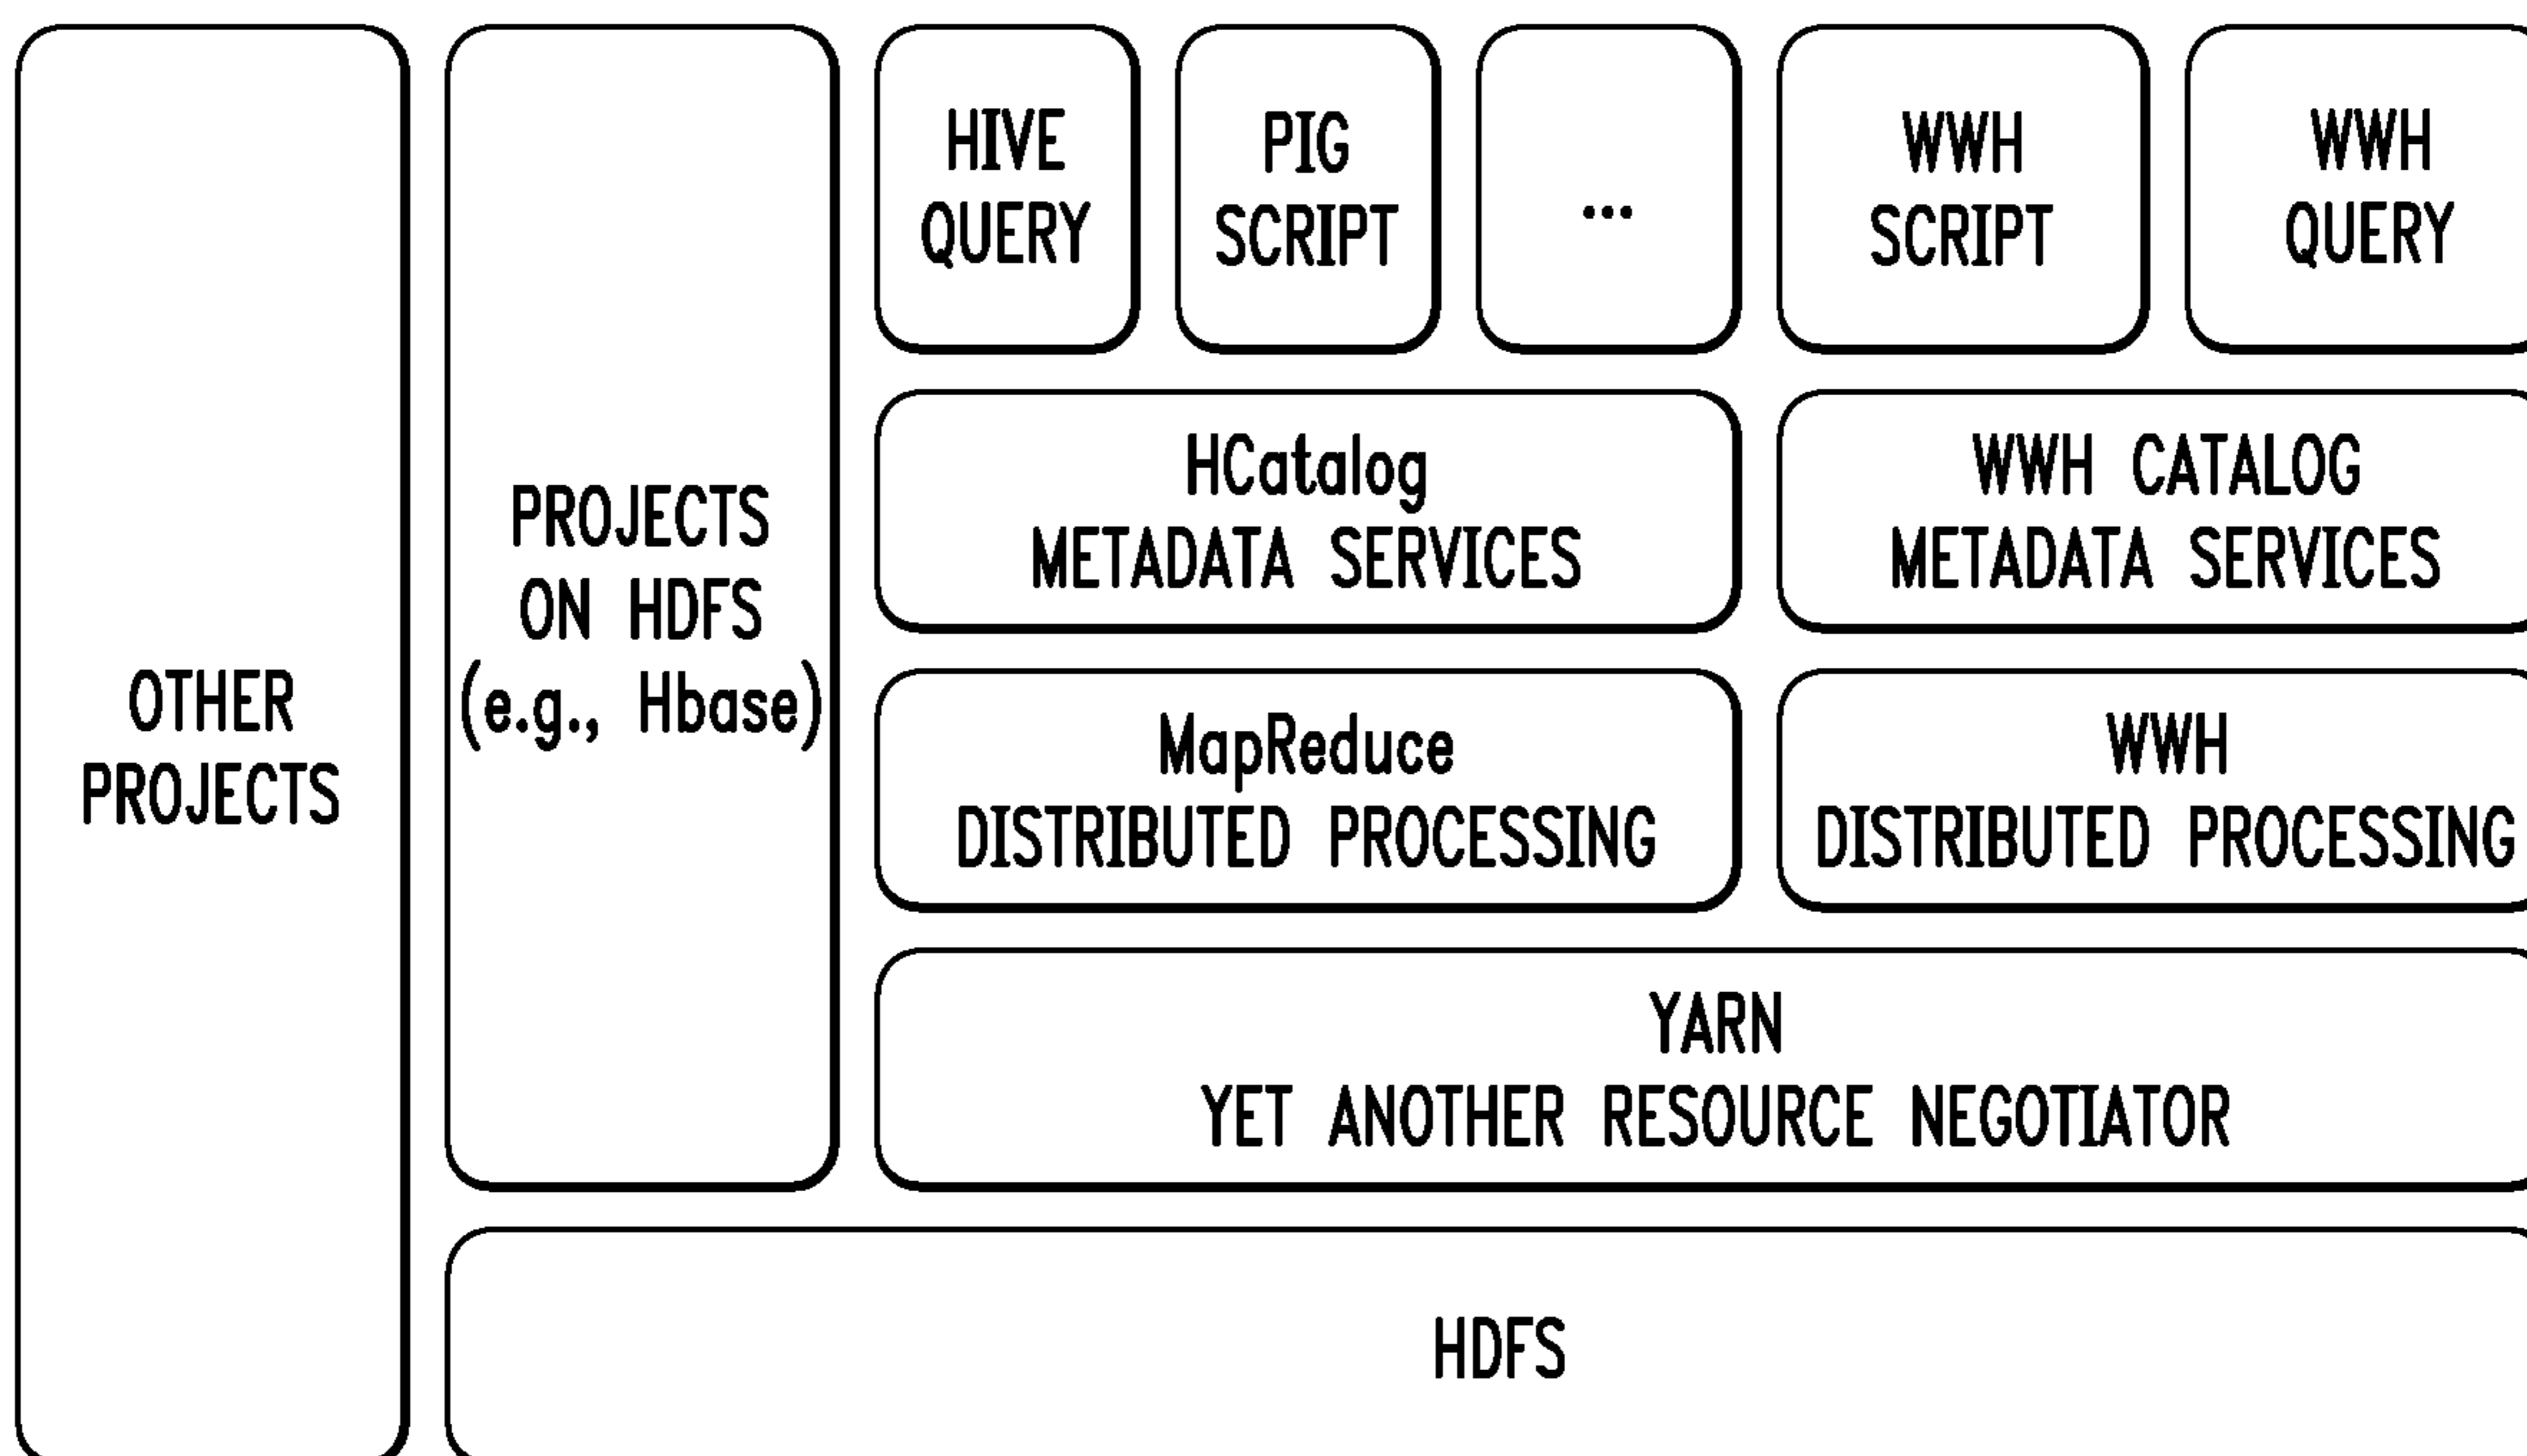 OTHER
PROJECTS
PROJECTS
ON HDFS
(e.g., Hbase)
HIVE
QUERY
PIG
SCRIPT
...
WWH
SCRIPT
WWH
QUERY
HCatalog
METADATA SERVICES
WWH CATALOG
METADATA SERVICES
MapReduce
DISTRIBUTED PROCESSING
WWH
DISTRIBUTED PROCESSING
YARN
YET ANOTHER RESOURCE NEGOTIATOR
HDFS